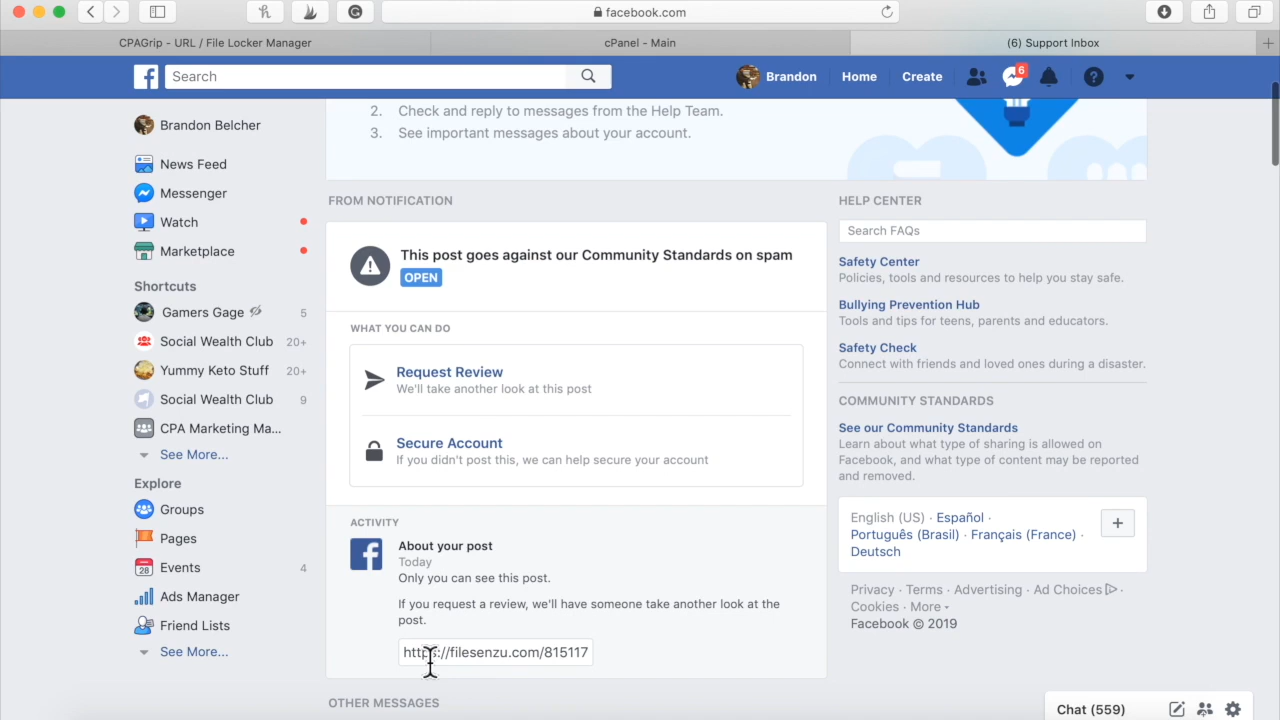 facebook.com
CPAGrip - URL / File Locker Manager
cPanel - Main
(6) Support Inbox
Search
Brandon
Home
Create
6
Brandon Belcher
News Feed
Messenger
Watch
Marketplace
Shortcuts
Gamers Gage 5
Social Wealth Club 20+
Yummy Keto Stuff 20+
Social Wealth Club 9
CPA Marketing Ma...
See More...
Explore
Groups
Pages
28 Events 4
Ads Manager
Friend Lists
See More...
2. Check and reply to messages from the Help Team.
3. See important messages about your account.
FROM NOTIFICATION
This post goes against our Community Standards on spam
OPEN
WHAT YOU CAN DO
Request Review
We'll take another look at this post
Secure Account
If you didn't post this, we can help secure your account
ACTIVITY
About your post
Today
Only you can see this post.
If you request a review, we'll have someone take another look at the
post.
https://filesenzu.com/815117
OTHER MESSAGES
HELP CENTER
Search FAQs
Safety Center
Policies, tools and resources to help you stay safe.
Bullying Prevention Hub
Tools and tips for teens, parents and educators.
Safety Check
Connect with friends and loved ones during a disaster.
COMMUNITY STANDARDS
See our Community Standards
Learn about what type of sharing is allowed on
Facebook, and what type of content may be reported
and removed.
English (US) · Español ·
Português (Brasil) · Français (France) ·
Deutsch
Privacy · Terms · Advertising · Ad Choices ·
Cookies · More
Facebook © 2019
Chat (559)